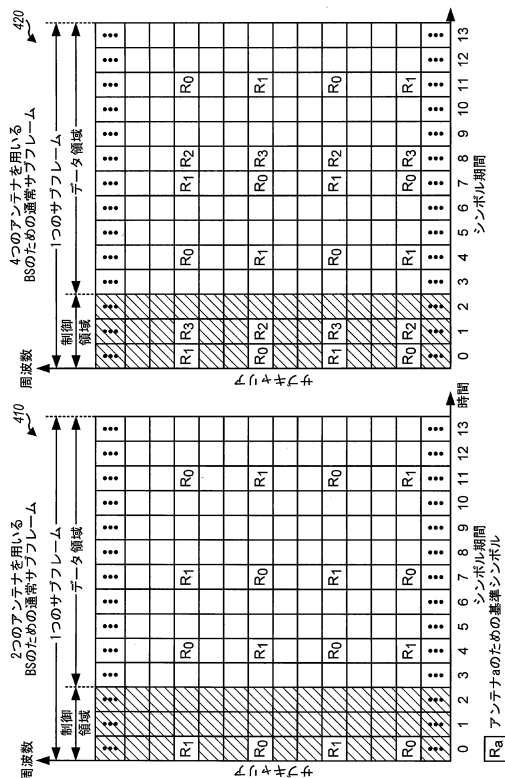 2つのアンテナを用いる
BSのための通常サブフレーム
410
周波数
1つのサブフレーム
制御
領域
データ領域
サブキャリア
... ... ... ... ... ... ... ... ... ... ... ... ... ...
R1 R0 R1 R0
R0 R1 R0 R1
R1 R0 R1 R0
R0 R1 R0 R1
... ... ... ... ... ... ... ... ... ... ... ... ... ...
0 1 2 3 4 5 6 7 8 9 10 11 12 13
シンボル期間
時間
Ra アンテナaのための基準シンボル
4つのアンテナを用いる
BSのための通常サブフレーム
420
周波数
1つのサブフレーム
制御
領域
データ領域
サブキャリア
... ... ... ... ... ... ... ... ... ... ... ... ... ...
R1 R3 R0 R1 R2 R0
R0 R2 R1 R0 R3 R1
R1 R3 R0 R1 R2 R0
R0 R2 R1 R0 R3 R1
... ... ... ... ... ... ... ... ... ... ... ... ... ...
0 1 2 3 4 5 6 7 8 9 10 11 12 13
シンボル期間